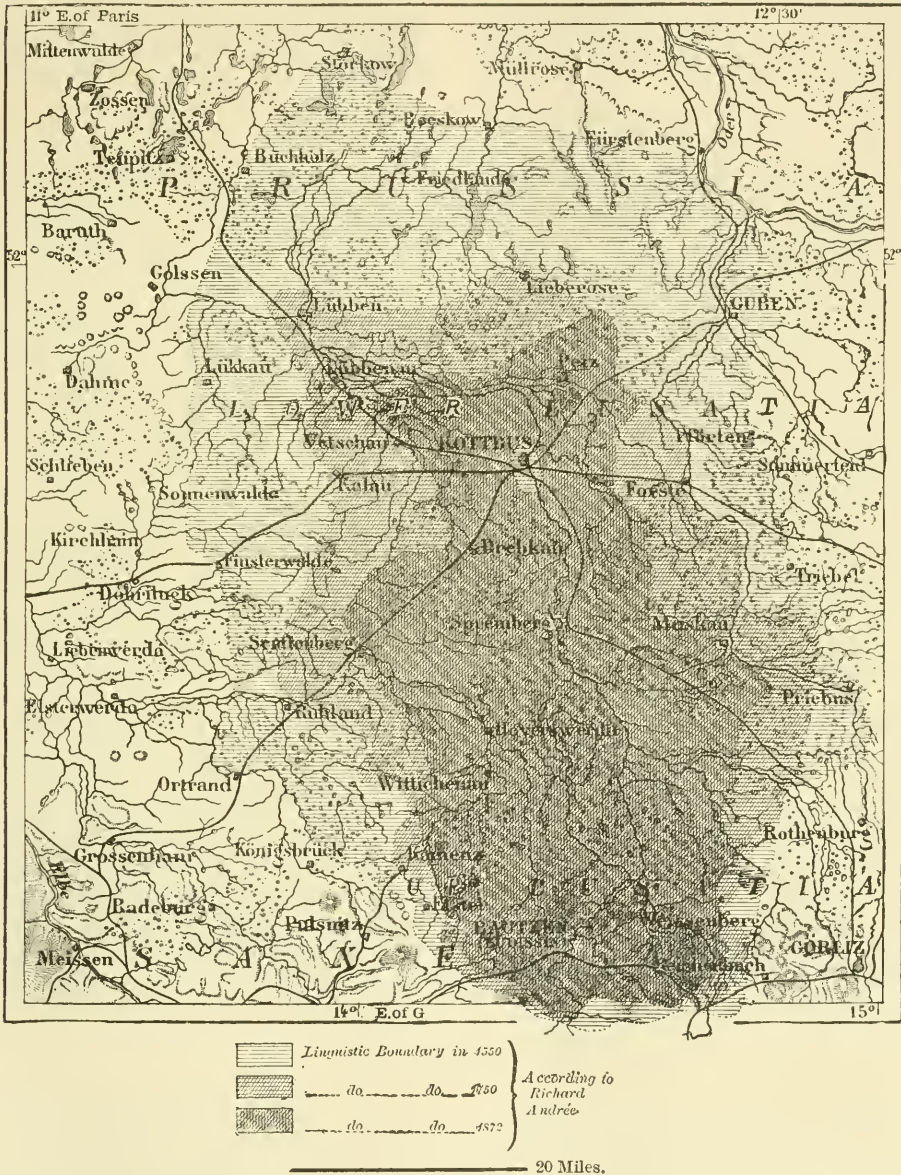 11° E.of Paris
12° 30'
Mittenwalde
Storkow
Müllrose
Zossen
Beeskow
Fürstenberg
Oder
Teupitz
Buchholz
Friedland
P R U S S I A
Baruth
52°
52°
Golssen
Lieberose
Lübben
GUBEN
Lükkau
Lübbenau
Peiz
Dahme
L O W E R L U S A T I A
Vetschau
KOTTBUS
Pförten
Schlieben
Sommerfeld
Sonnenwalde
Kalau
Forste
Kirchhain
Drebkau
Finsterwalde
Triebel
Dobriluck
Spremberg
Muskau
Liebenwerda
Senftenberg
Elsterwerda
Priebus
Ruhland
Hoyerswerda
Ortrand
Wittichenau
Rothenburg
Grossenhain
Königsbrück
Kamenz
Elbe
U P. L U S A T I A
Radeburg
Pulsnitz
Elster
Weissenberg
BAUTZEN
Meissen
S A X E
GÖRLITZ
14° E.of G
15°
Linguistic Boundary in 1550
do do 1750
do do 1872
According to
Richard
Andrée
20 Miles.